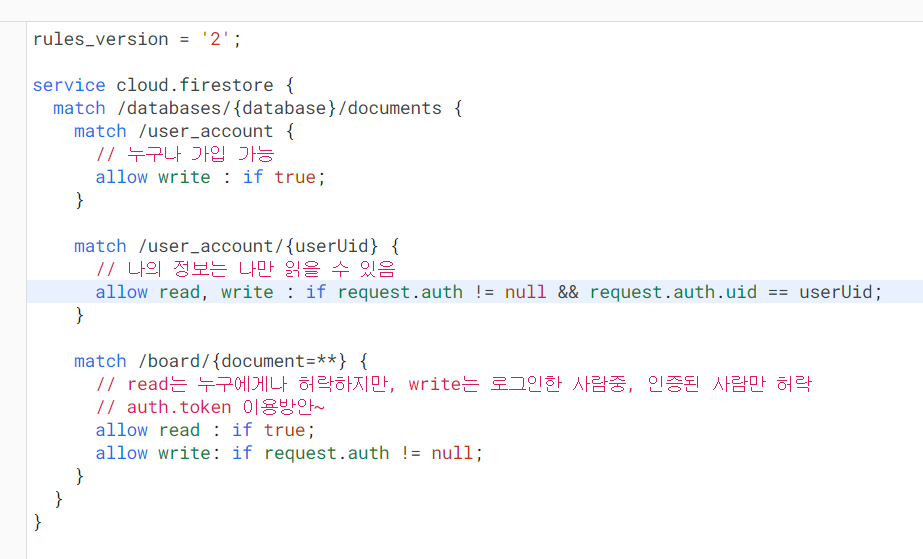 rules_version = '2';
service cloud.firestore {
match /databases/{database}/documents {
match /user_account {
// 누구나 가입 가능
allow write : if true;
}
match /user_account/{userUid} {
// 나의 정보는 나만 읽을 수 있음
allow read, write : if request.auth != null && request.auth.uid == userUid;
}
match /board/{document=**} {
// read는 누구에게나 허락하지만, write는 로그인한 사람중, 인증된 사람만 허락
// auth.token 이용방안~
allow read : if true;
allow write: if request.auth != null;
}
}
}